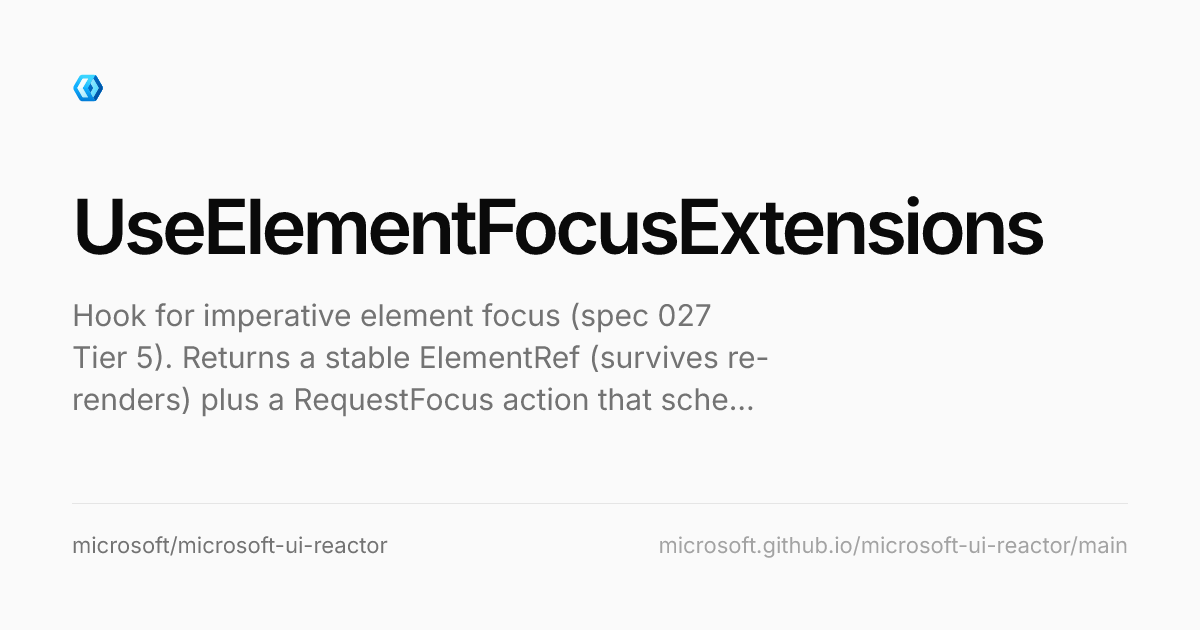 UseElementFocusExtensions
Hook for imperative element focus (spec 027
Tier 5). Returns a stable ElementRef (survives re-
renders) plus a RequestFocus action that sche...
microsoft/microsoft-ui-reactor
microsoft.github.io/microsoft-ui-reactor/main